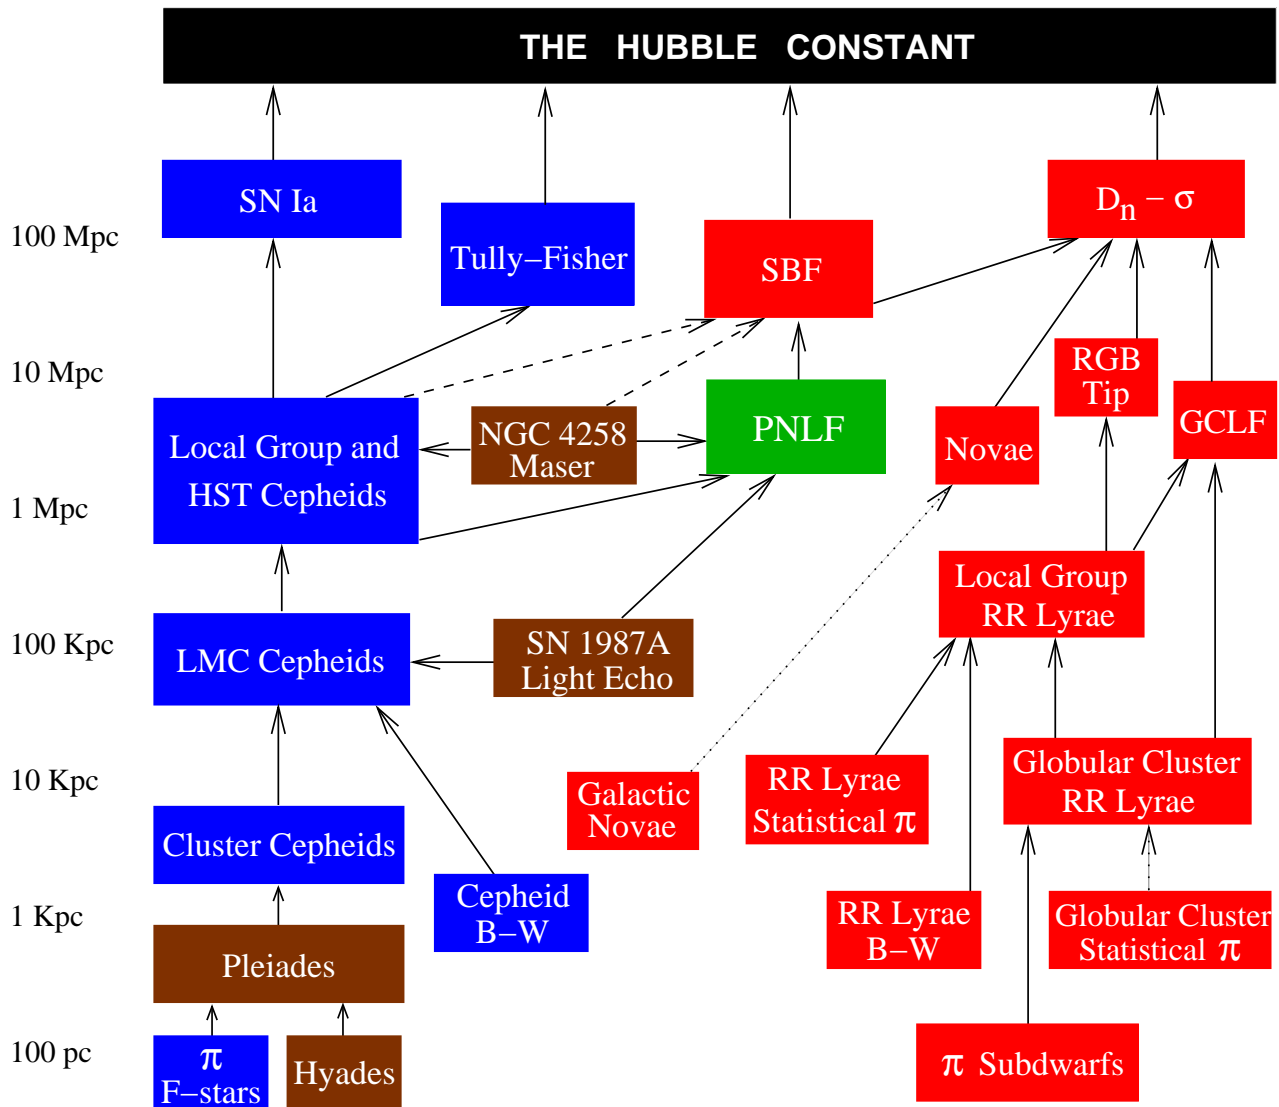 THE HUBBLE CONSTANT
SN Ia
Dn − σ
100 Mpc
Tully−Fisher
SBF
10 Mpc
RGB
Tip
Local Group and
HST Cepheids
NGC 4258
Maser
PNLF
Novae
GCLF
1 Mpc
Local Group
RR Lyrae
100 Kpc
LMC Cepheids
SN 1987A
Light Echo
10 Kpc
Galactic
Novae
RR Lyrae
Statistical π
Globular Cluster
RR Lyrae
Cluster Cepheids
1 Kpc
Cepheid
B−W
RR Lyrae
B−W
Globular Cluster
Statistical π
Pleiades
100 pc
π
F−stars
Hyades
π Subdwarfs